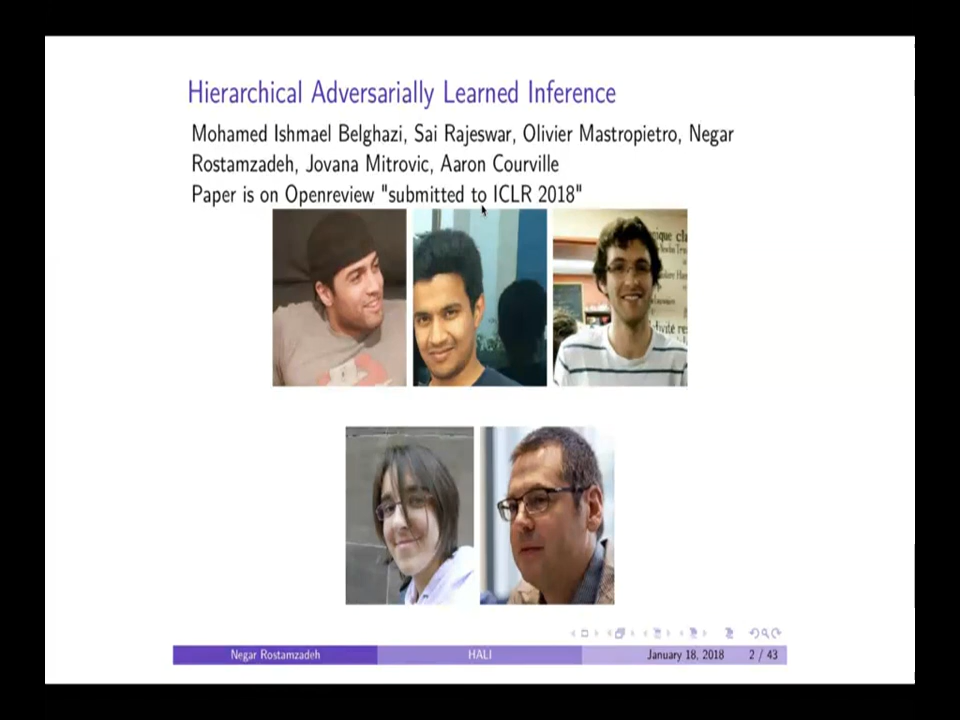 Hierarchical Adversarially Learned Inference
Mohamed Ishmael Belghazi, Sai Rajeswar, Olivier Mastropietro, Negar
Rostamzadeh, Jovana Mitrovic, Aaron Courville
Paper is on Openreview "submitted to ICLR 2018"
Negar Rostamzadeh
HALI
January 18, 2018
2 / 43